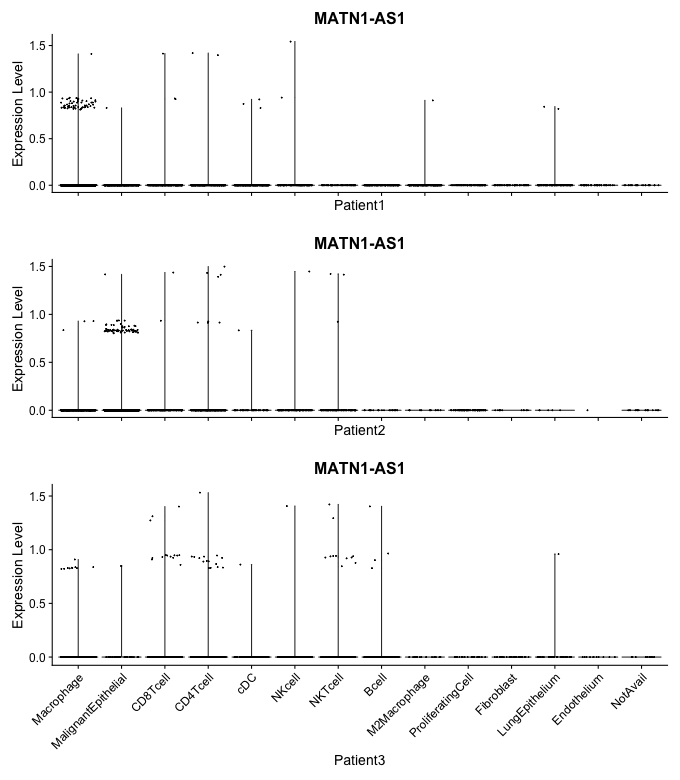 MATN1-AS1
Expression Level
1.5
1.0
0.5
0.0
Patient1
MATN1-AS1
Expression Level
1.5
1.0
0.5
0.0
Patient2
MATN1-AS1
Expression Level
1.5
1.0
0.5
0.0
Macrophage
MalignantEpithelial
CD8Tcell
CD4Tcell
cDC
NKcell
NKTcell
Bcell
M2Macrophage
ProliferatingCell
Fibroblast
LungEpithelium
Endothelium
NotAvail
Patient3